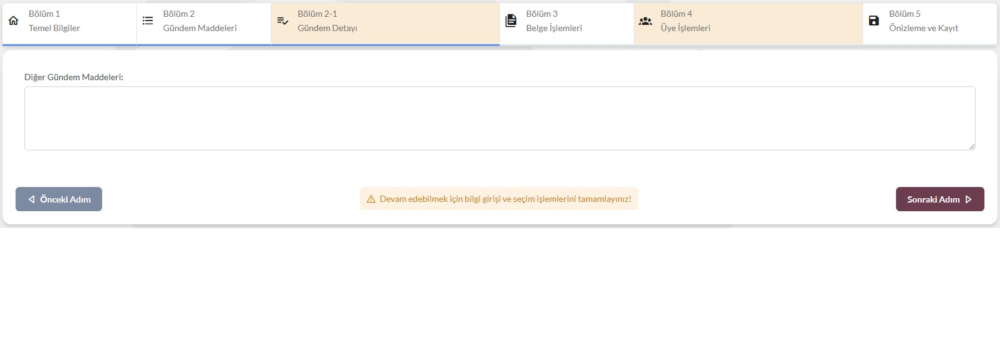 Bölüm 1
Temel Bilgiler
Bölüm 2
Gündem Maddeleri
Bölüm 2-1
Gündem Detayı
Bölüm 3
Belge İşlemleri
Bölüm 4
Üye İşlemleri
Bölüm 5
Önizleme ve Kayıt
Diğer Gündem Maddeleri:
Önceki Adım
Devam edebilmek için bilgi girişi ve seçim işlemlerini tamamlayınız!
Sonraki Adım